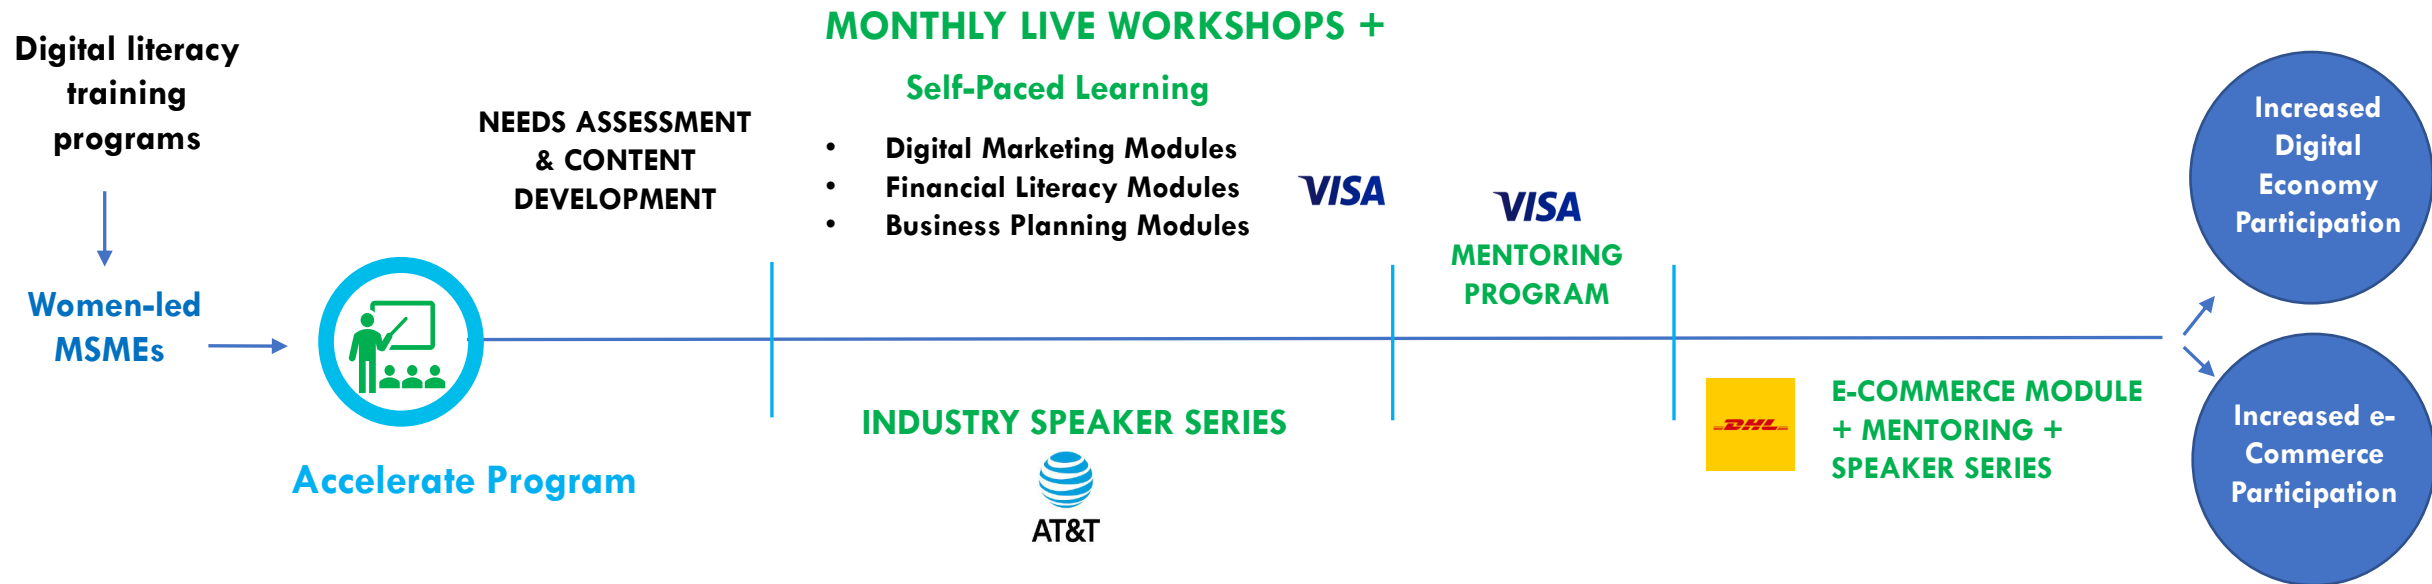 Digital literacy
training
programs
Women-led
MSMEs
Accelerate Program
NEEDS ASSESSMENT
& CONTENT
DEVELOPMENT
MONTHLY LIVE WORKSHOPS +
Self-Paced Learning
• Digital Marketing Modules
• Financial Literacy Modules
• Business Planning Modules
VISA
INDUSTRY SPEAKER SERIES
AT&T
VISA
MENTORING
PROGRAM
DHL
E-COMMERCE MODULE
+ MENTORING +
SPEAKER SERIES
Increased
Digital
Economy
Participation
Increased e-
Commerce
Participation